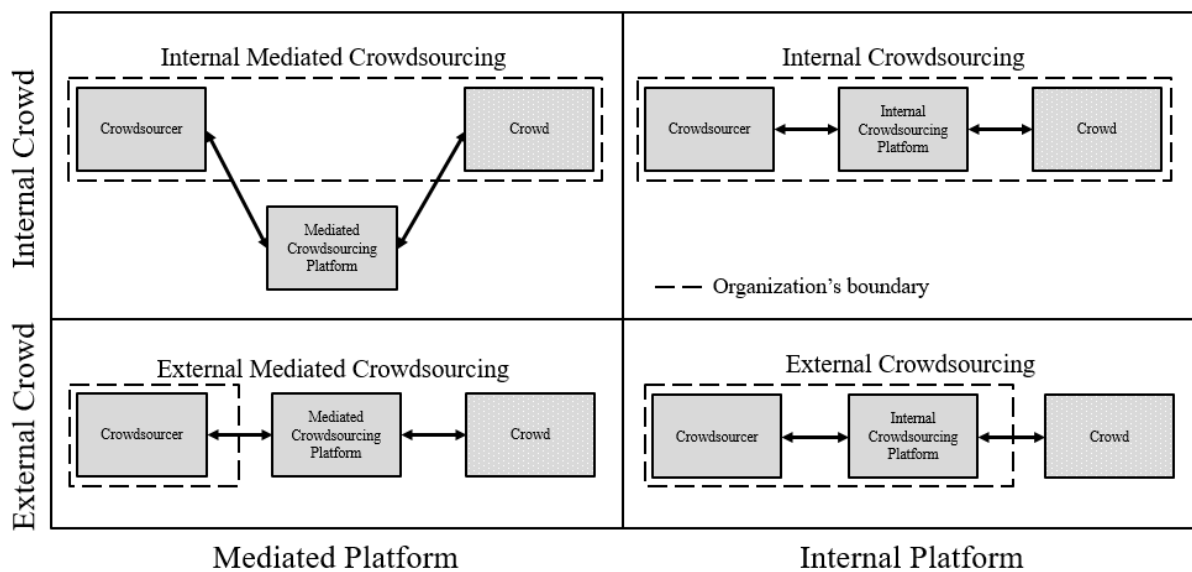 Internal Crowd
Internal Mediated Crowdsourcing
Crowdsourcer
Crowd
Mediated
Crowdsourcing
Platform
Internal Crowdsourcing
Crowdsourcer
Internal
Crowdsourcing
Platform
Crowd
Organization's boundary
External Crowd
External Mediated Crowdsourcing
Crowdsourcer
Mediated
Crowdsourcing
Platform
Crowd
External Crowdsourcing
Crowdsourcer
Internal
Crowdsourcing
Platform
Crowd
Mediated Platform
Internal Platform